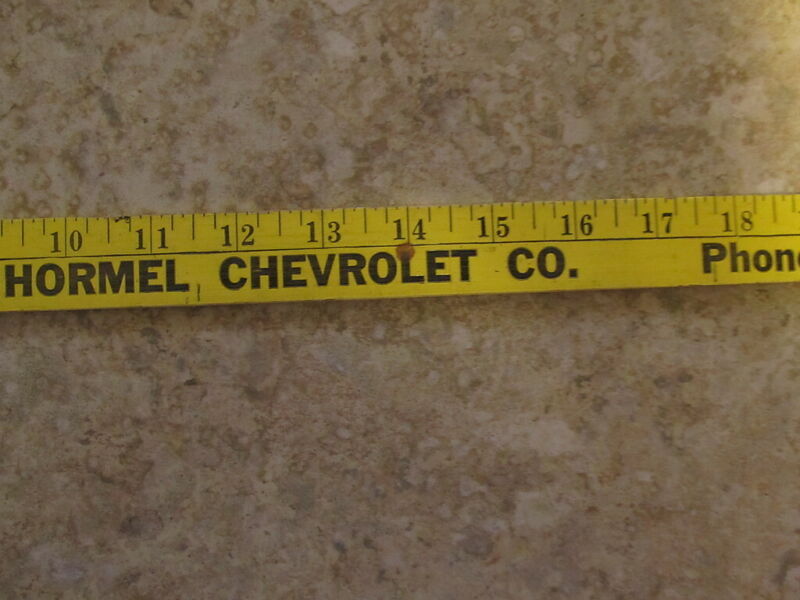 10 11 12 13 14 15 16 17 18
HORMEL CHEVROLET CO. Phone